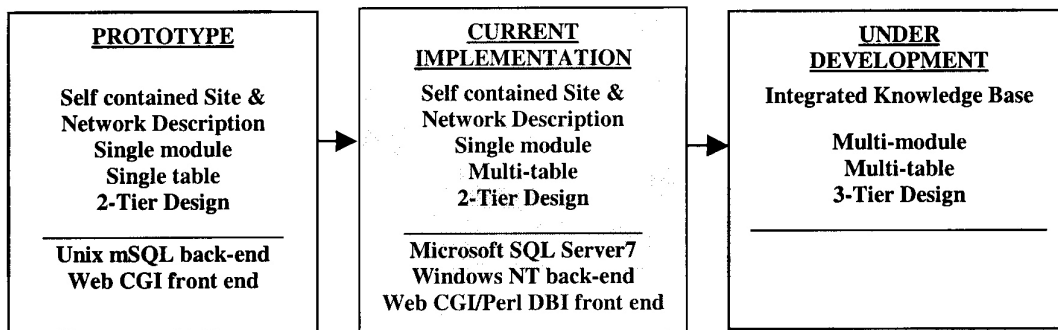 PROTOTYPE
Self contained Site &
Network Description
Single module
Single table
2-Tier Design
Unix mSQL back-end
Web CGI front end
CURRENT
IMPLEMENTATION
Self contained Site &
Network Description
Single module
Multi-table
2-Tier Design
Microsoft SQL Server7
Windows NT back-end
Web CGI/Perl DBI front end
UNDER
DEVELOPMENT
Integrated Knowledge Base
Multi-module
Multi-table
3-Tier Design